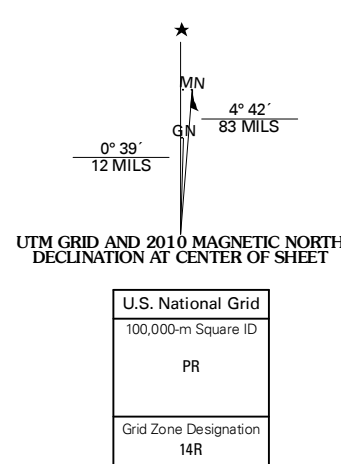 MN
4° 42´
83 MILS
GN
0° 39´
12 MILS
UTM GRID AND 2010 MAGNETIC NORTH
DECLINATION AT CENTER OF SHEET
U.S. National Grid
100,000-m Square ID
PR
Grid Zone Designation
14R